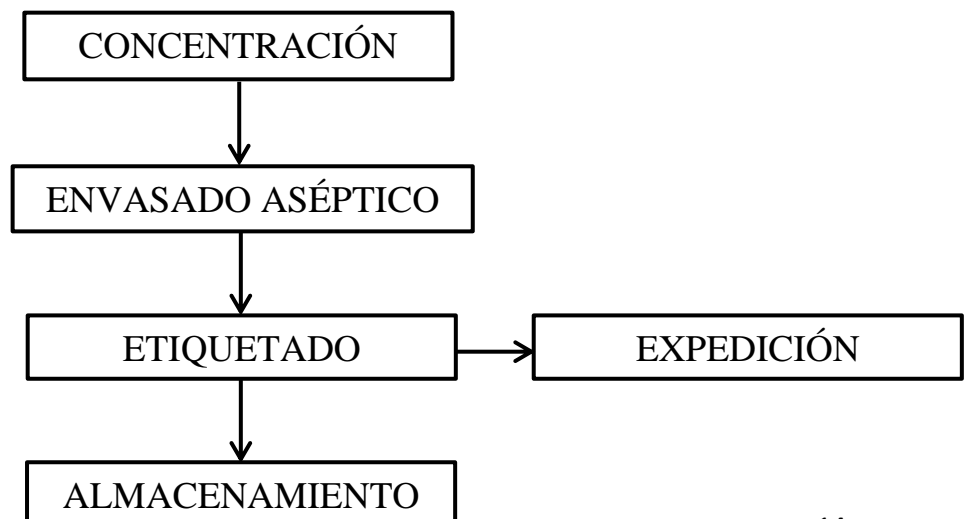 CONCENTRACIÓN
ENVASADO ASÉPTICO
ETIQUETADO
EXPEDICIÓN
ALMACENAMIENTO